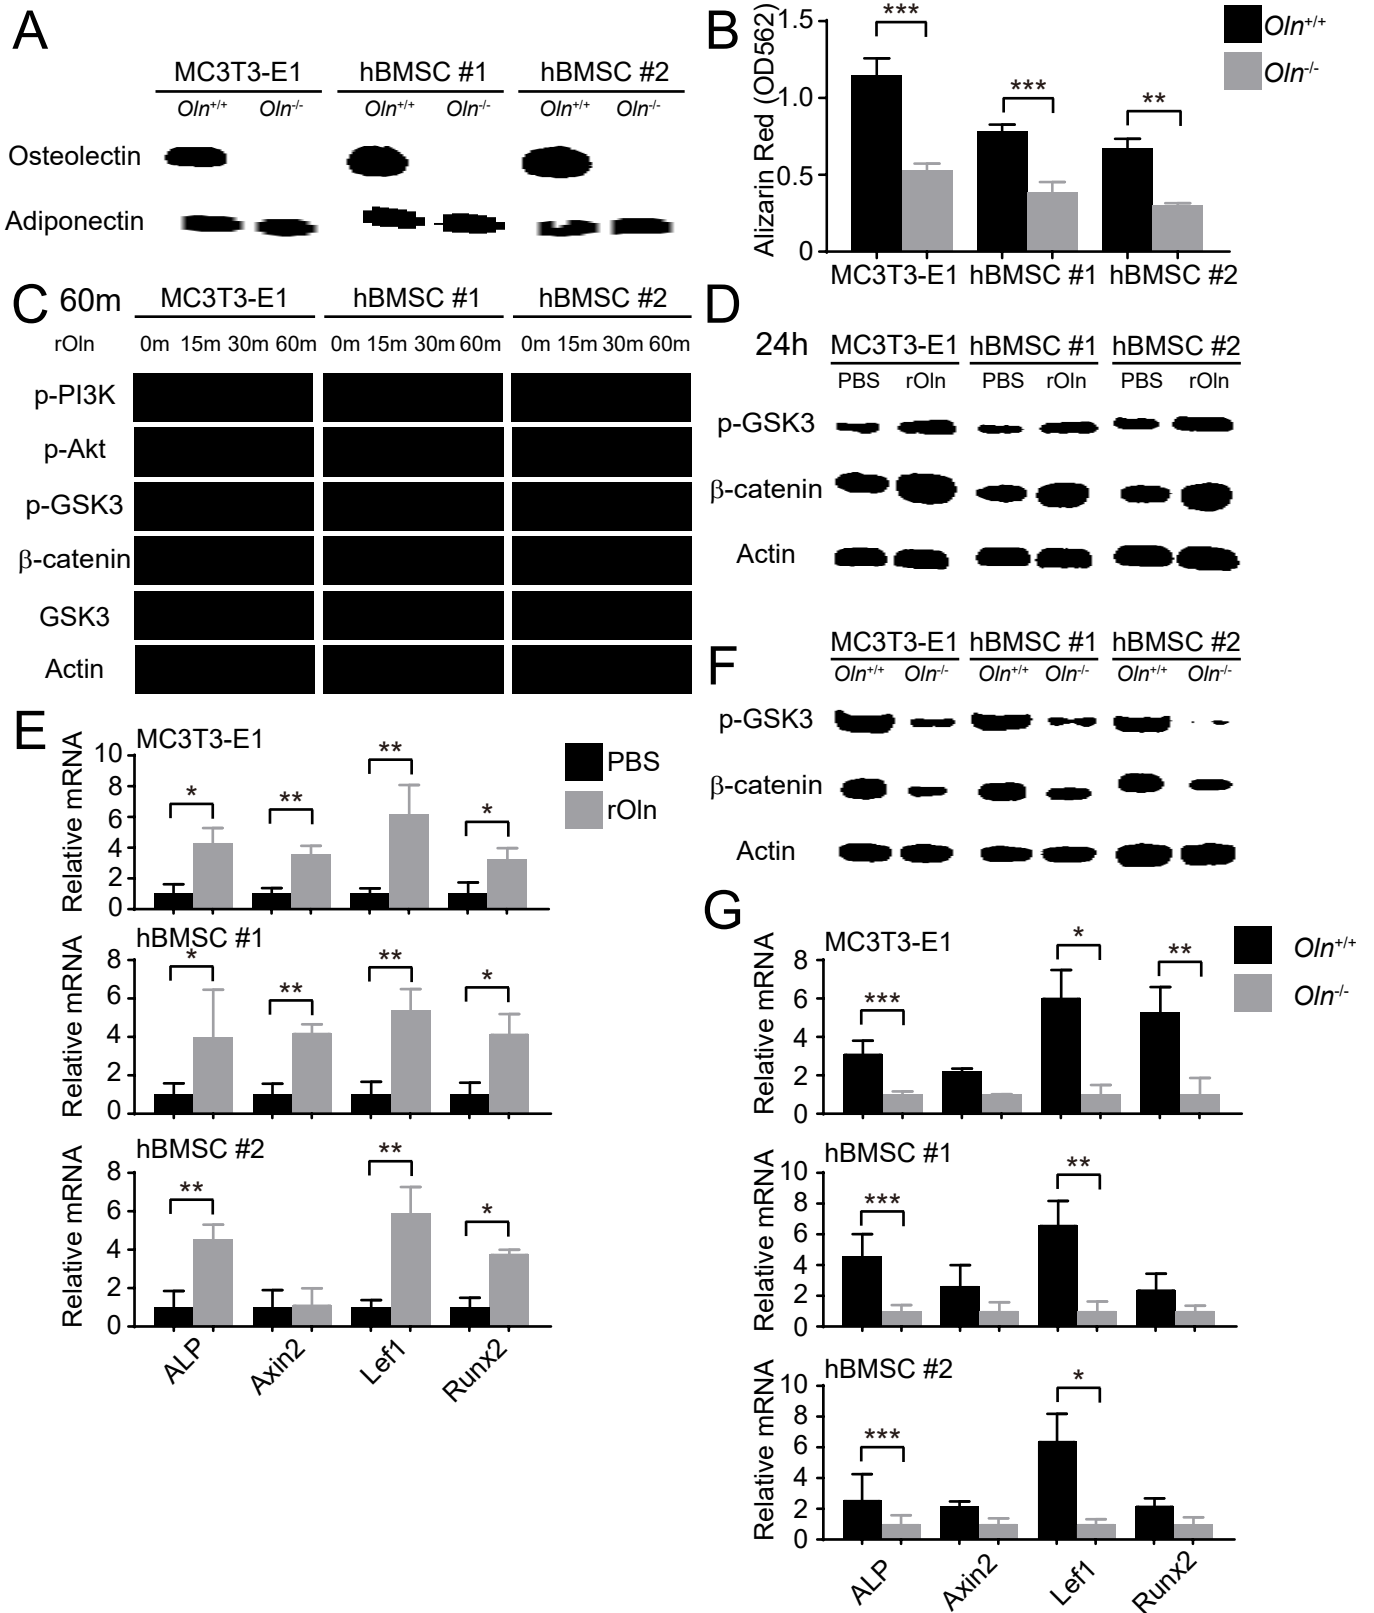 A
MC3T3-E1 hBMSC #1 hBMSC #2
Oln+/+ Oln-/- Oln+/+ Oln-/- Oln+/+ Oln-/-
Osteolectin
Adiponectin
B
Alizarin Red (OD562)
1.5
1.0
0.5
0
*** *** **
MC3T3-E1 hBMSC #1 hBMSC #2
Oln+/+
Oln-/-
C 60m
MC3T3-E1 hBMSC #1 hBMSC #2
rOln 0m 15m 30m 60m 0m 15m 30m 60m 0m 15m 30m 60m
p-PI3K
p-Akt
p-GSK3
β-catenin
GSK3
Actin
D
24h
MC3T3-E1 hBMSC #1 hBMSC #2
PBS rOln PBS rOln PBS rOln
p-GSK3
β-catenin
Actin
E
MC3T3-E1
Relative mRNA
10
8
6
4
2
0
* ** ** *
PBS
rOln
hBMSC #1
Relative mRNA
8
6
4
2
0
* ** ** *
hBMSC #2
Relative mRNA
8
6
4
2
0
** ** *
ALP Axin2 Lef1 Runx2
F
MC3T3-E1 hBMSC #1 hBMSC #2
Oln+/+ Oln-/- Oln+/+ Oln-/- Oln+/+ Oln-/-
p-GSK3
β-catenin
Actin
G
MC3T3-E1
Relative mRNA
8
6
4
2
0
*** * **
Oln+/+
Oln-/-
hBMSC #1
Relative mRNA
10
8
6
4
2
0
*** **
hBMSC #2
Relative mRNA
10
8
6
4
2
0
*** *
ALP Axin2 Lef1 Runx2